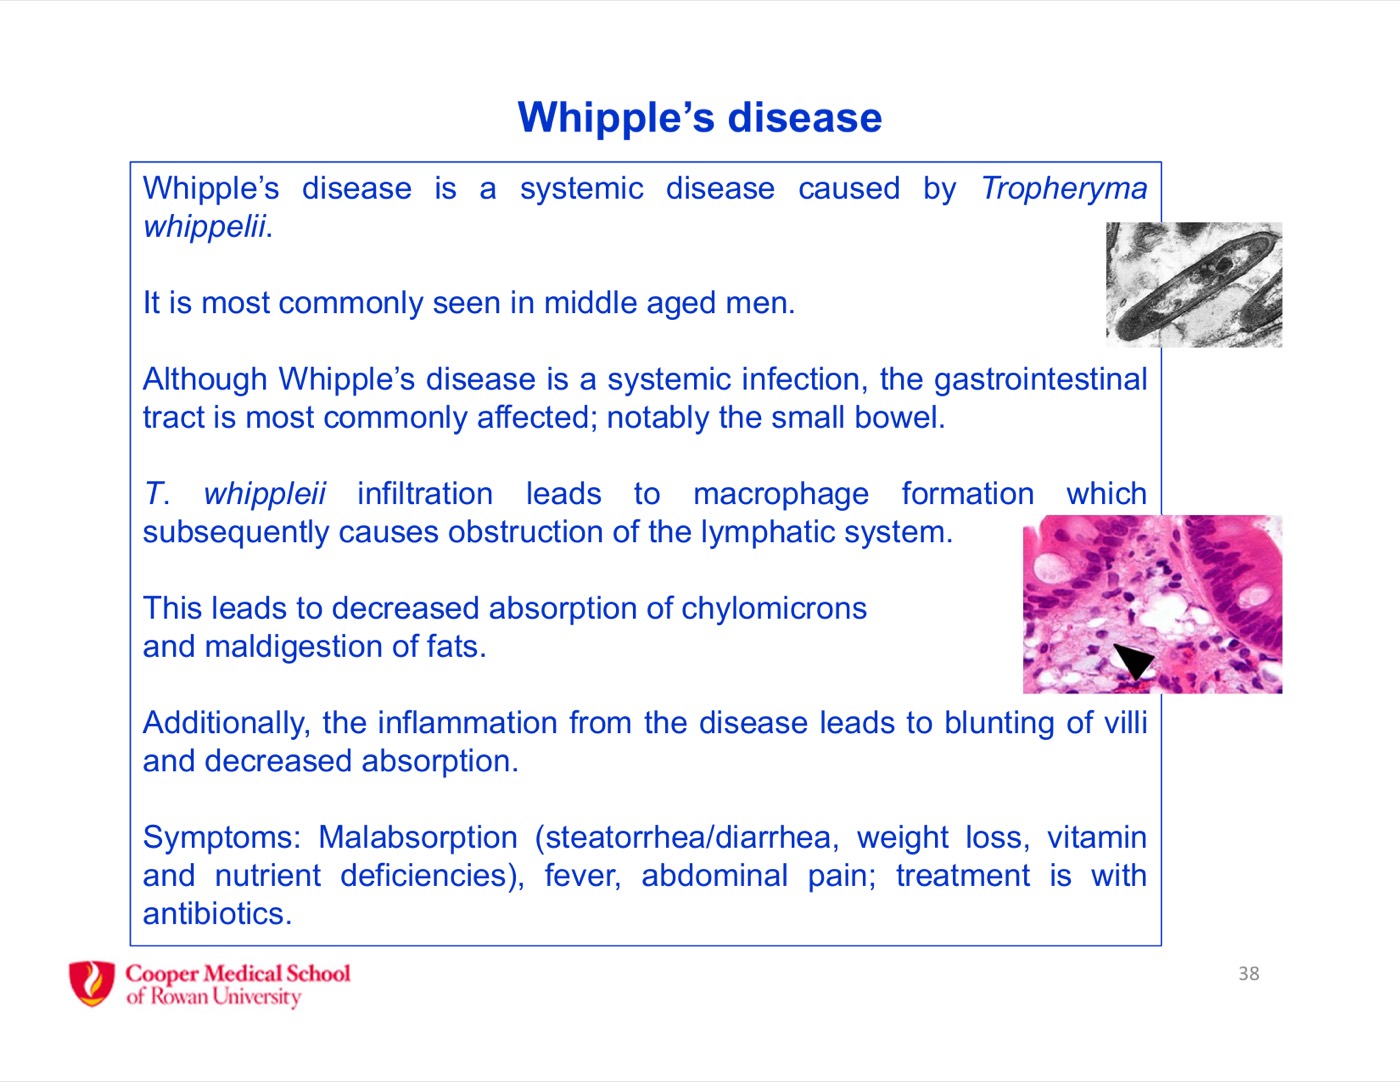 Whipple’s disease
Whipple’s disease is a systemic disease caused by Tropheryma
whippelii.
It is most commonly seen in middle aged men.
Although Whipple’s disease is a systemic infection, the gastrointestinal
tract is most commonly affected; notably the small bowel.
T. whippleii infiltration leads to macrophage formation which
subsequently causes obstruction of the lymphatic system.
This leads to decreased absorption of chylomicrons
and maldigestion of fats.
Additionally, the inflammation from the disease leads to blunting of villi
and decreased absorption.
Symptoms: Malabsorption (steatorrhea/diarrhea, weight loss, vitamin
and nutrient deficiencies), fever, abdominal pain; treatment is with
antibiotics.
Cooper Medical School
of Rowan University
38